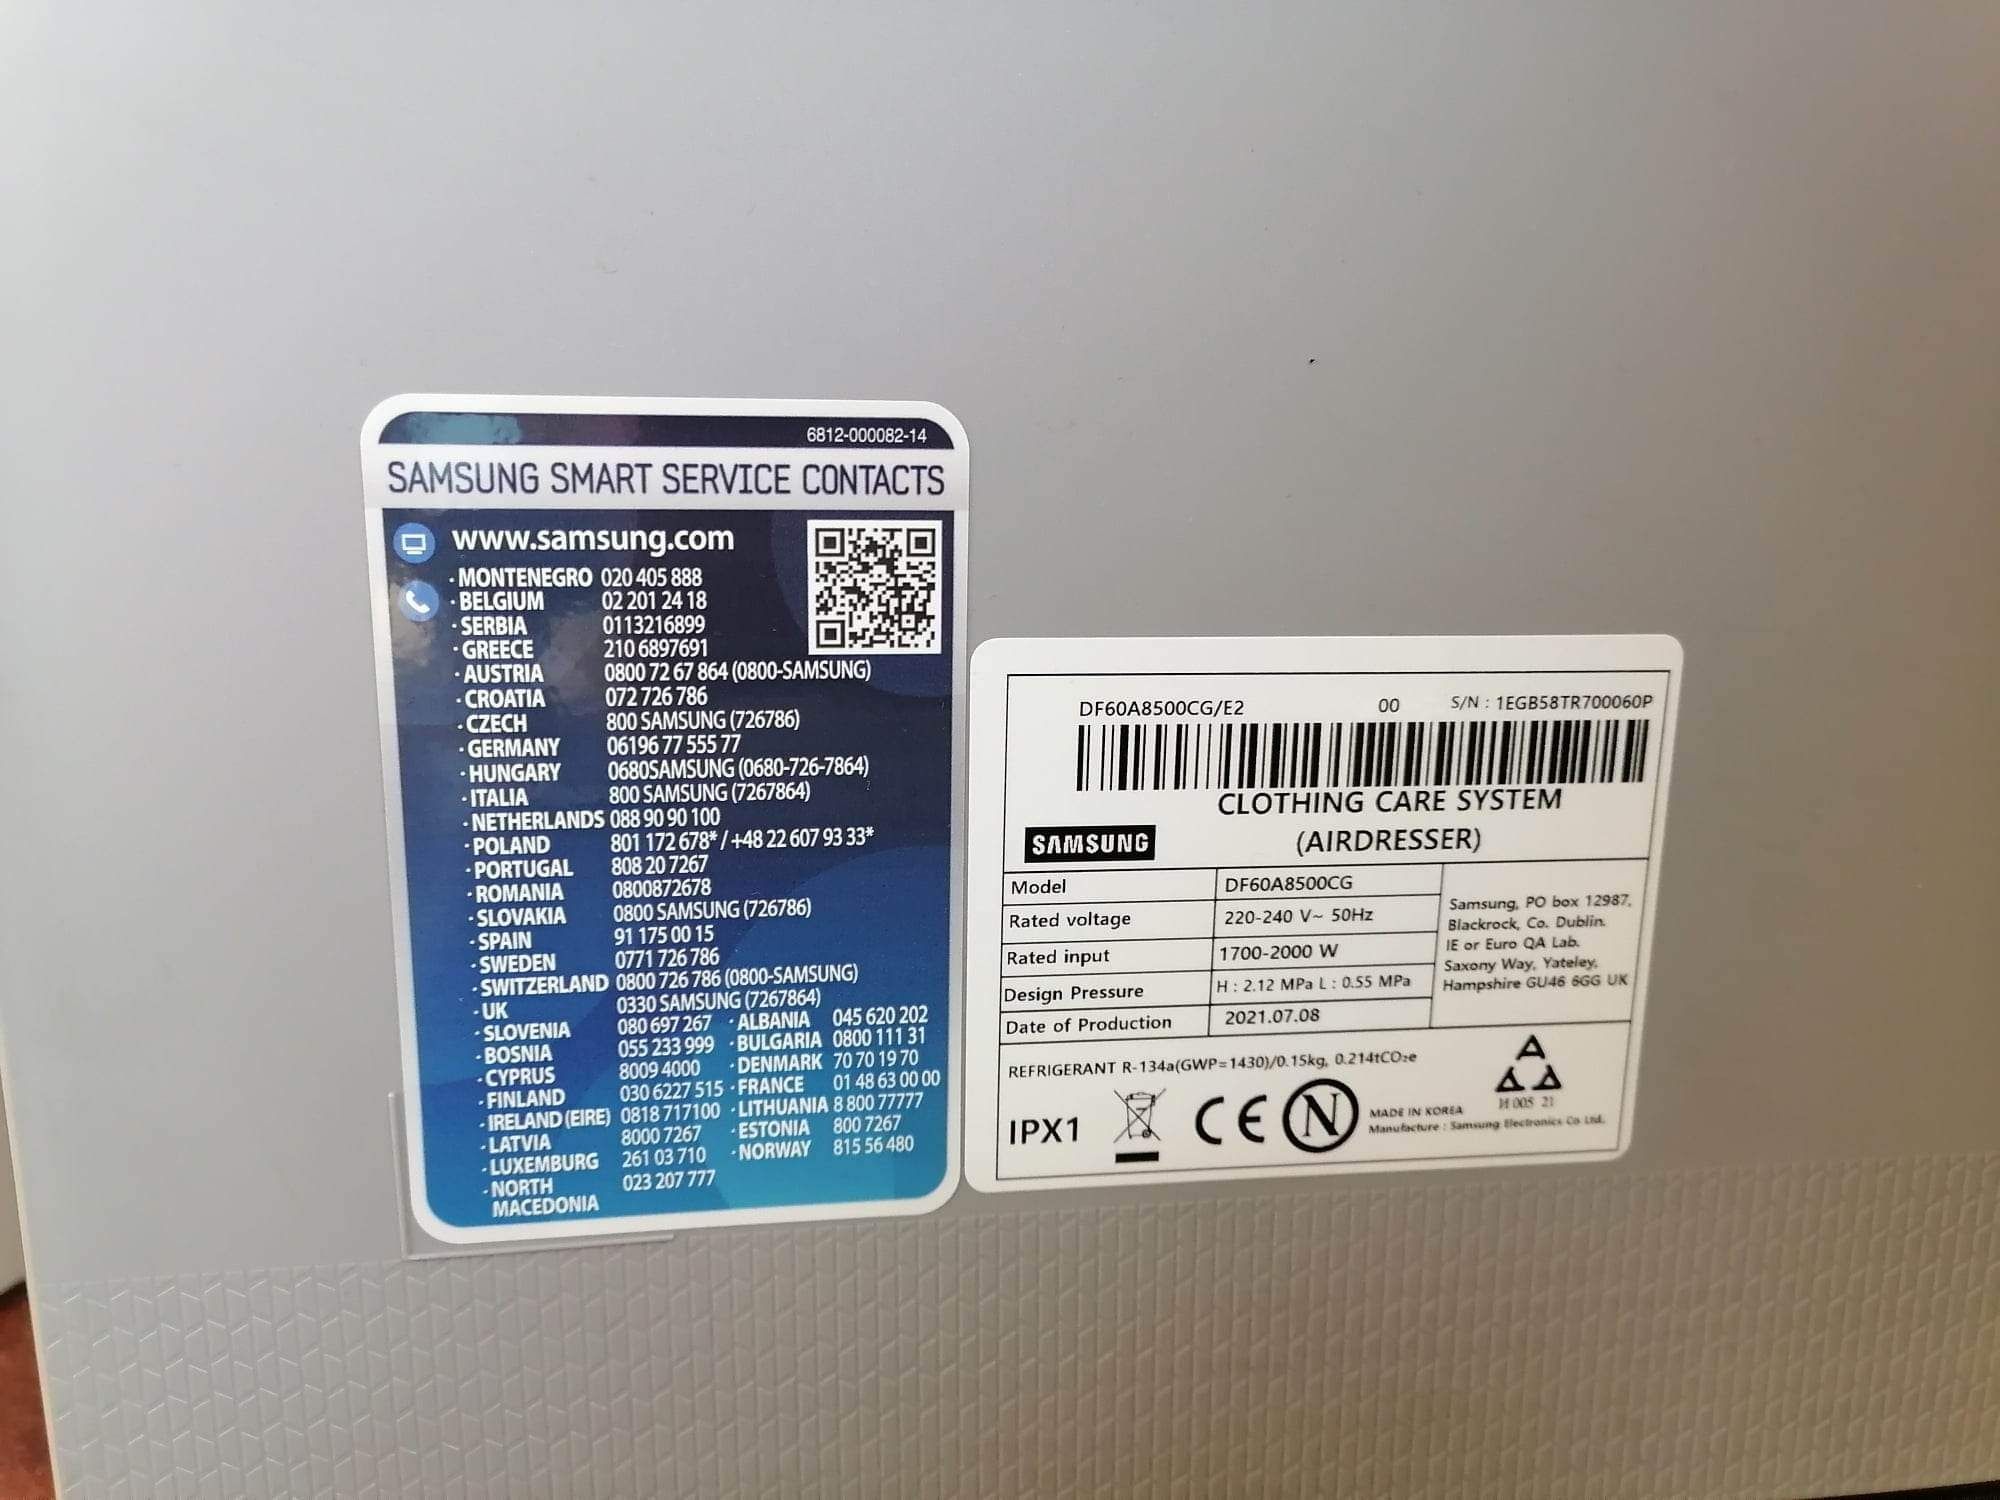 6812-000082-14
SAMSUNG SMART SERVICE CONTACTS
www.samsung.com
· MONTENEGRO 020 405 888
· BELGIUM 02 201 24 18
· SERBIA 0113216899
· GREECE 210 6897691
· AUSTRIA 0800 72 67 864 (0800-SAMSUNG)
· CROATIA 072 726 786
· CZECH 800 SAMSUNG (726786)
· GERMANY 06196 77 555 77
· HUNGARY 0680SAMSUNG (0680-726-7864)
· ITALIA 800 SAMSUNG (7267864)
· NETHERLANDS 088 90 90 100
· POLAND 801 172 678* / +48 22 607 93 33*
· PORTUGAL 808 20 7267
· ROMANIA 0800872678
· SLOVAKIA 0800 SAMSUNG (726786)
· SPAIN 91 175 00 15
· SWEDEN 0771 726 786
· SWITZERLAND 0800 726 786 (0800-SAMSUNG)
· UK 0330 SAMSUNG (7267864)
· SLOVENIA 080 697 267 · ALBANIA 045 620 202
· BOSNIA 055 233 999 · BULGARIA 0800 111 31
· CYPRUS 8009 4000 · DENMARK 70 70 19 70
· FINLAND 030 6227 515 · FRANCE 01 48 63 00 00
· IRELAND (EIRE) 0818 717100 · LITHUANIA 8 800 77777
· LATVIA 8000 7267 · ESTONIA 800 7267
· LUXEMBURG 261 03 710 · NORWAY 815 56 480
· NORTH 023 207 777
MACEDONIA
DF60A8500CG/E2 00 S/N : 1EGB58TR700060P
CLOTHING CARE SYSTEM
SAMSUNG (AIRDRESSER)
Model DF60A8500CG
Rated voltage 220-240 V~ 50Hz
Rated input 1700-2000 W
Design Pressure H : 2.12 MPa L : 0.55 MPa
Date of Production 2021.07.08
Samsung, PO box 12987,
Blackrock, Co. Dublin.
IE or Euro QA Lab.
Saxony Way, Yateley,
Hampshire GU46 6GG UK
REFRIGERANT R-134a(GWP=1430)/0.15kg, 0.214tCO₂e
IPX1 CE N
MADE IN KOREA
Manufacture : Samsung Electronics Co Ltd.
A
A A
H 005 21